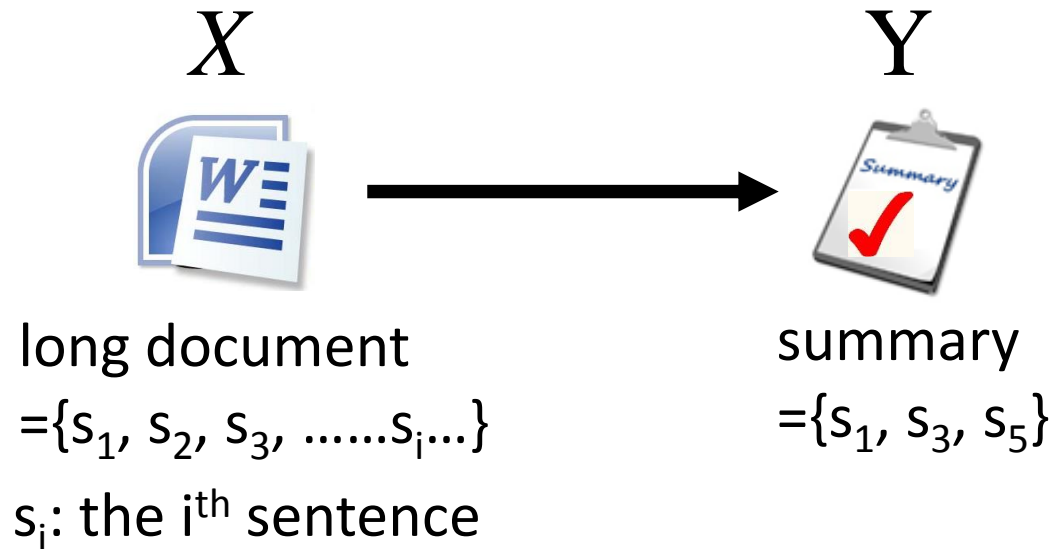 X
Y
W
Summary
long document
={s₁, s₂, s₃, ......sᵢ...}
sᵢ: the iᵗʰ sentence
summary
={s₁, s₃, s₅}